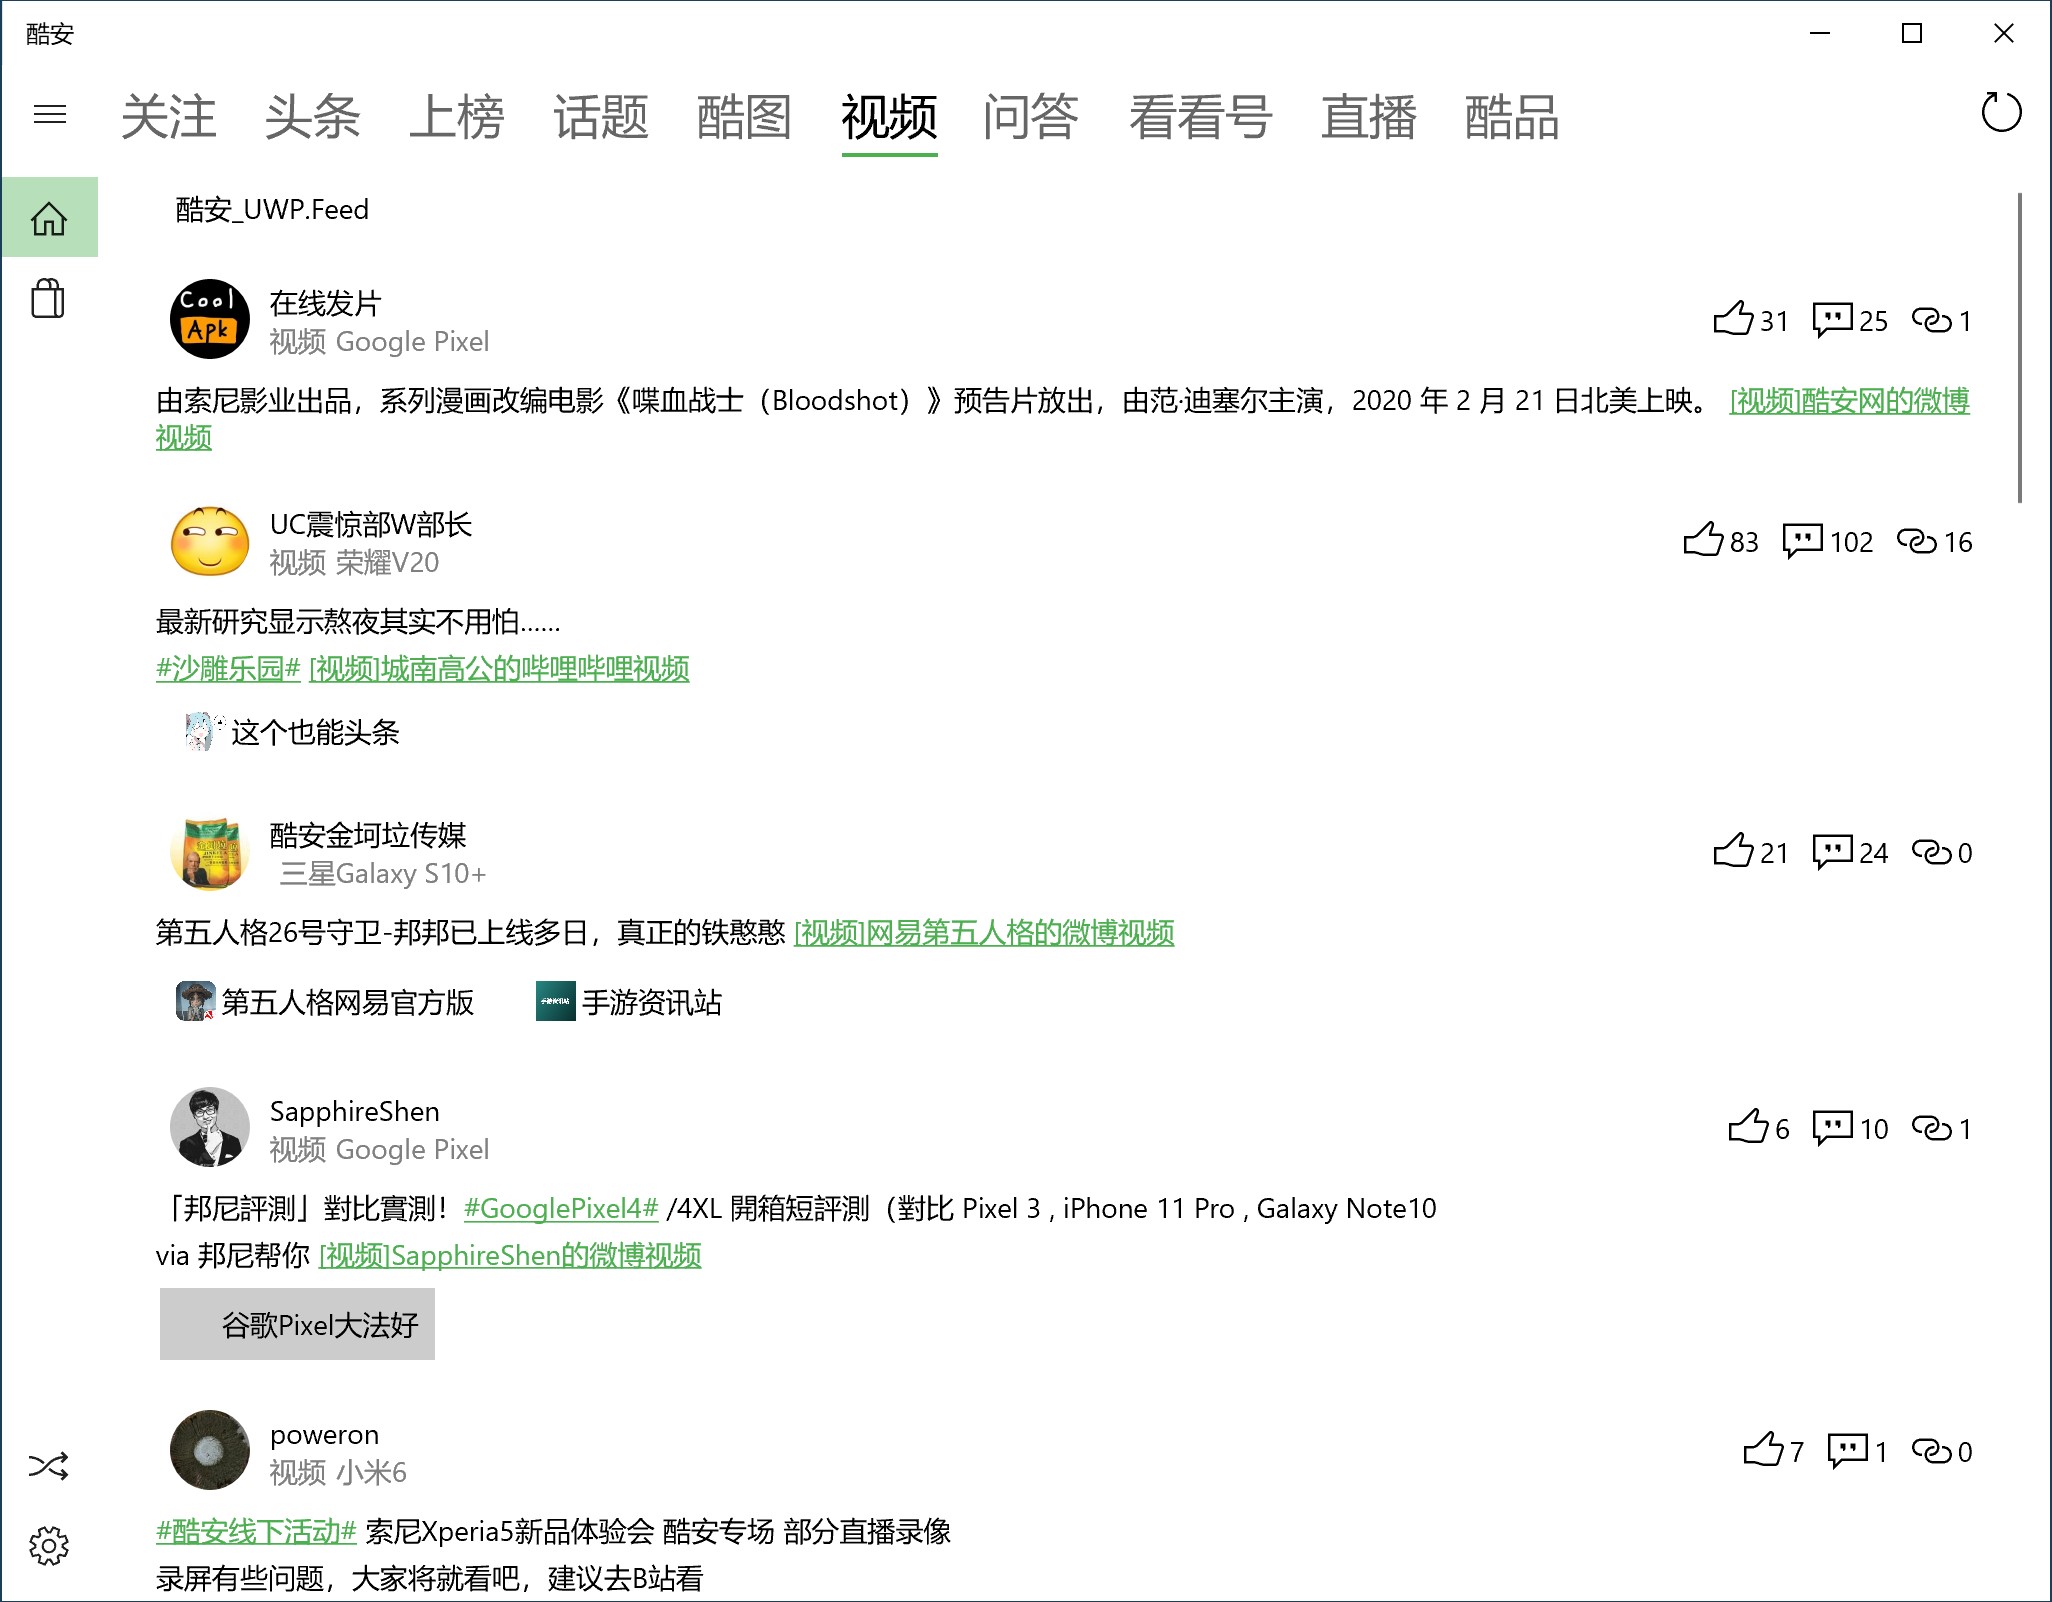 酷安
关注 头条 上榜 话题 酷图 视频 问答 看看号 直播 酷品
酷安_UWP.Feed
Cool
Apk
在线发片
视频 Google Pixel
31 25 1
由索尼影业出品，系列漫画改编电影《喋血战士（Bloodshot）》预告片放出，由范·迪塞尔主演，2020 年 2 月 21 日北美上映。 [视频]酷安网的微博
视频
UC震惊部W部长
视频 荣耀V20
83 102 16
最新研究显示熬夜其实不用怕......
#沙雕乐园# [视频]城南高公的哔哩哔哩视频
这个也能头条
酷安金坷垃传媒
三星Galaxy S10+
21 24 0
第五人格26号守卫-邦邦已上线多日，真正的铁憨憨 [视频]网易第五人格的微博视频
第五人格网易官方版 手游资讯站 手游资讯站
SapphireShen
视频 Google Pixel
6 10 1
「邦尼評測」對比實測！#GooglePixel4# /4XL 開箱短評測（對比 Pixel 3 , iPhone 11 Pro , Galaxy Note10
via 邦尼帮你 [视频]SapphireShen的微博视频
谷歌Pixel大法好
poweron
视频 小米6
7 1 0
#酷安线下活动# 索尼Xperia5新品体验会 酷安专场 部分直播录像
录屏有些问题，大家将就看吧，建议去B站看